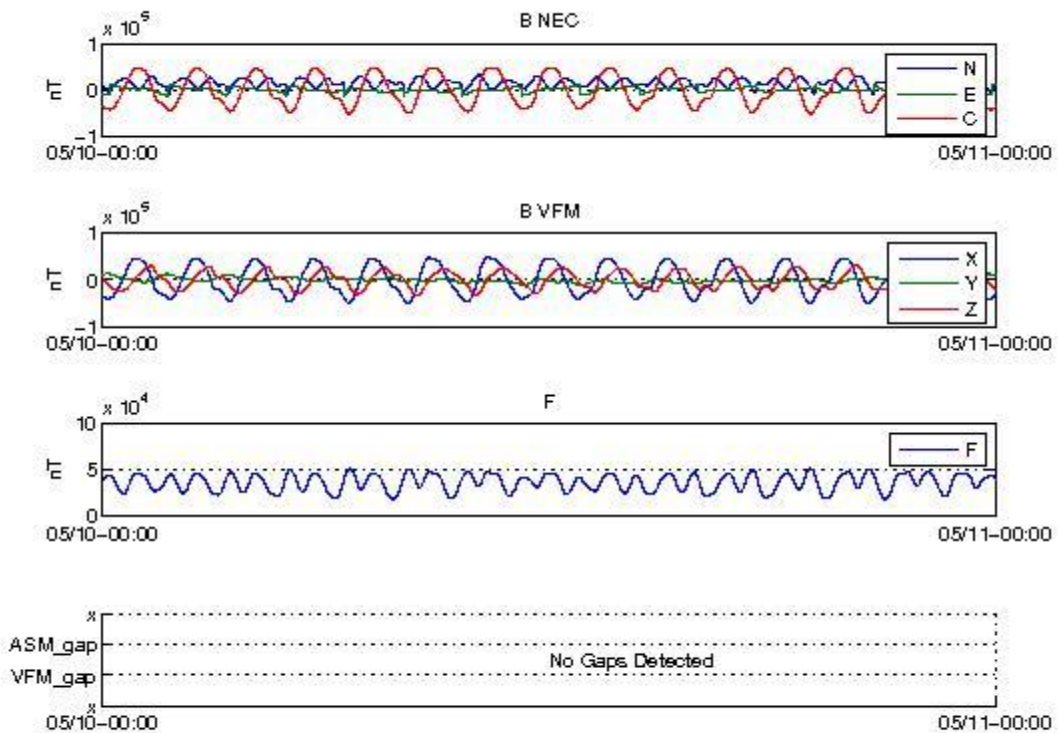 B NEC
x 10^5
1
0
−1
nT
N
E
C
05/10−00:00
05/11−00:00
B VFM
x 10^5
1
0
−1
nT
X
Y
Z
05/10−00:00
05/11−00:00
F
x 10^4
10
5
0
nT
F
05/10−00:00
05/11−00:00
x
ASM_gap
VFM_gap
x
No Gaps Detected
05/10−00:00
05/11−00:00